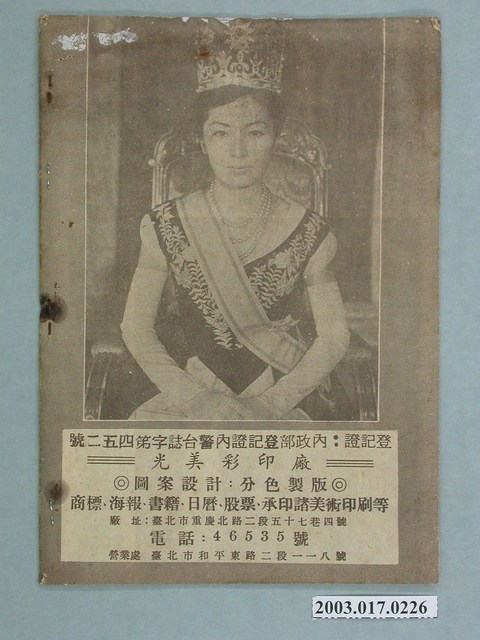 登記證：內政部登記證內警台誌字第四五二號
光美彩印廠
◎圖案設計：分色製版◎
商標·海報·書籍·日曆·股票·承印諸美術印刷等
廠址：臺北市重慶北路二段五十七巷四號
電話：46535號
營業處 臺北市和平東路二段一一八號
2003.017.0226